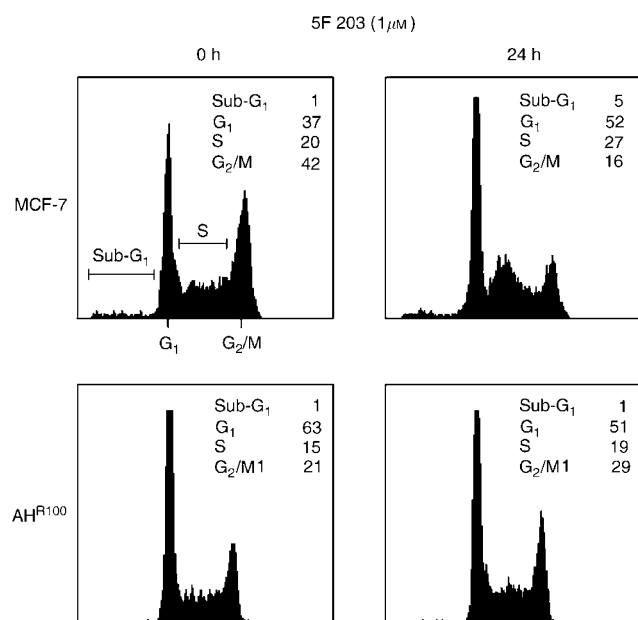 5F 203 (1μM)
0 h
24 h
MCF-7
Sub-G₁ 1
G₁ 37
S 20
G₂/M 42
S
Sub-G₁
G₁
G₂/M
Sub-G₁ 5
G₁ 52
S 27
G₂/M 16
AHᴿ¹⁰⁰
Sub-G₁ 1
G₁ 63
S 15
G₂/M1 21
Sub-G₁ 1
G₁ 51
S 19
G₂/M1 29